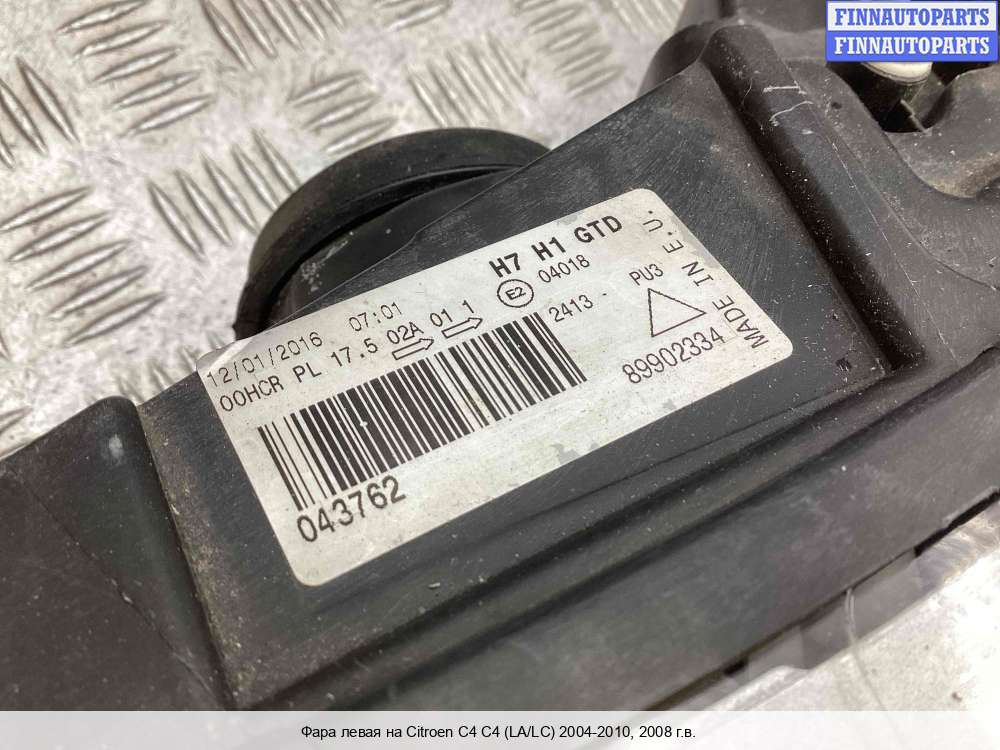 FINNAUTOPARTS
FINNAUTOPARTS
H7 H1 GTD
12/01/2016 07:01
E2 04018
00HCR PL 17.5 02A 01 1
2413 -
PU3
MADE IN E.U.
89902334
043762
Фара левая на Citroen C4 C4 (LA/LC) 2004-2010, 2008 г.в.